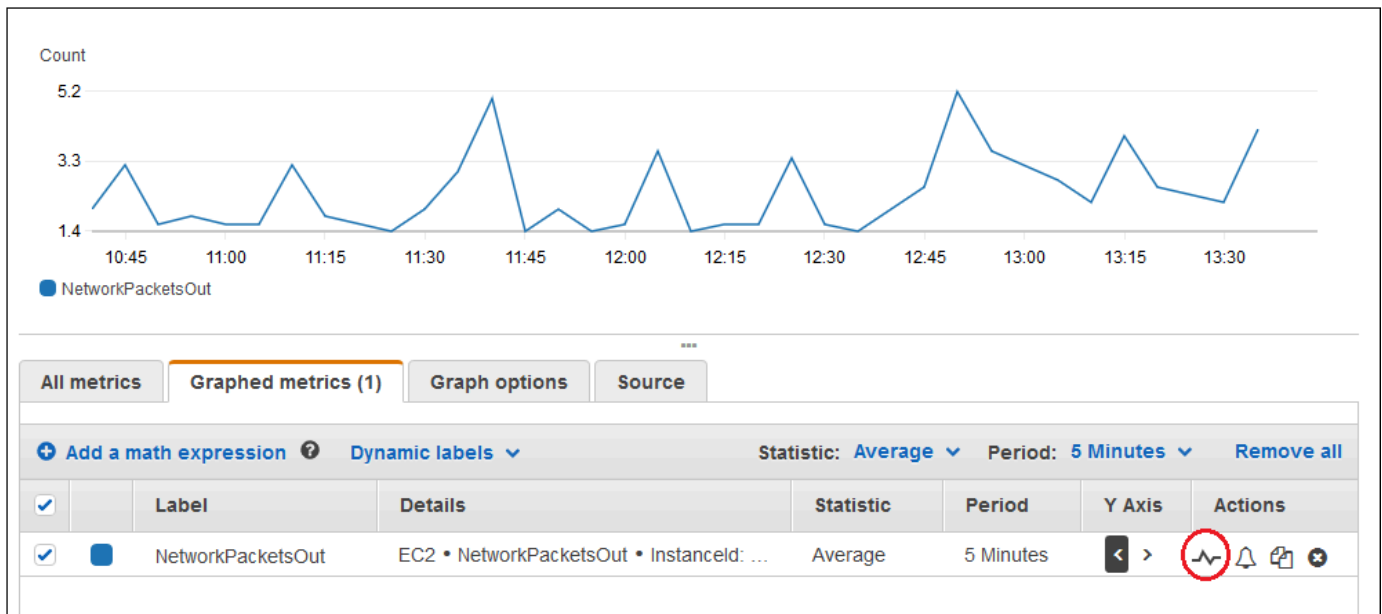 Count
5.2
3.3
1.4
10:45 11:00 11:15 11:30 11:45 12:00 12:15 12:30 12:45 13:00 13:15 13:30
NetworkPacketsOut
All metrics Graphed metrics (1) Graph options Source
Add a math expression ? Dynamic labels Statistic: Average Period: 5 Minutes Remove all
Label Details Statistic Period Y Axis Actions
NetworkPacketsOut EC2 • NetworkPacketsOut • InstanceId: ... Average 5 Minutes < >